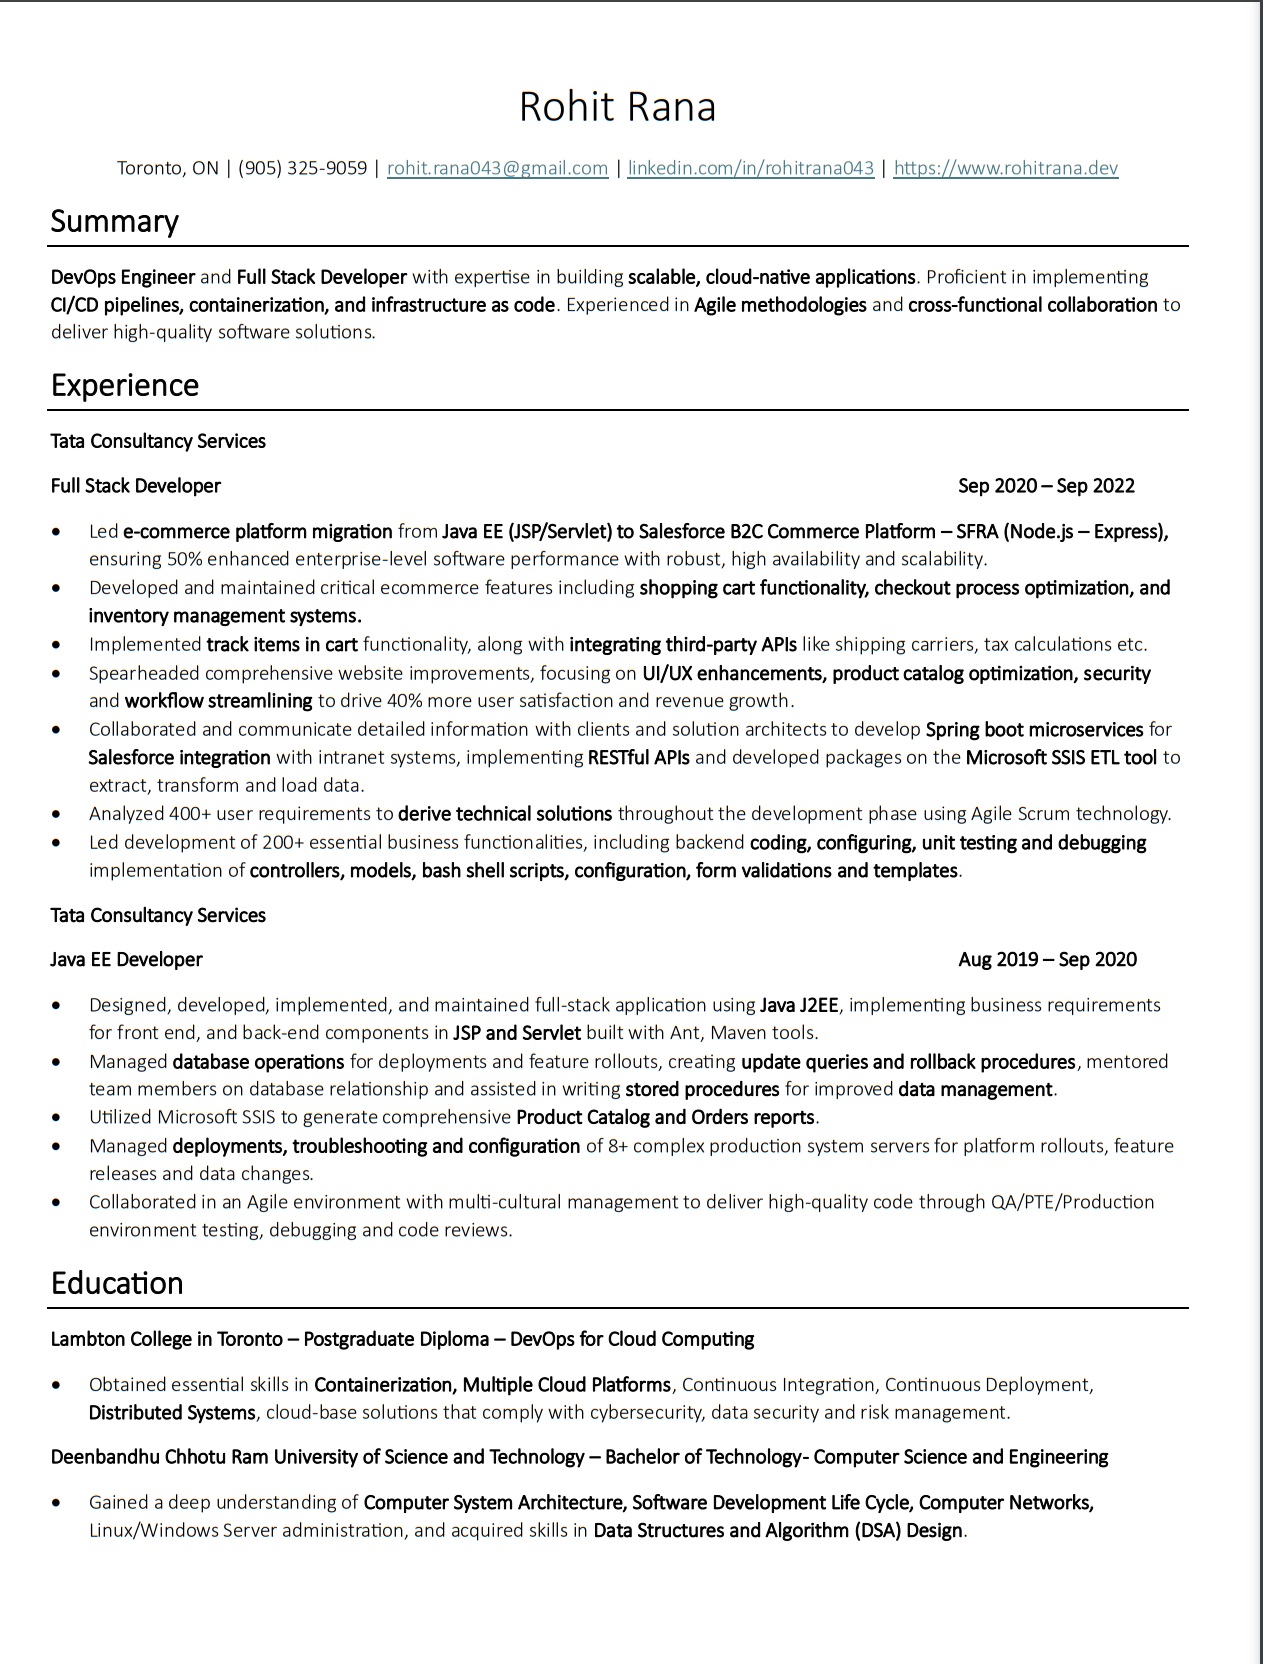 Rohit Rana
Toronto, ON | (905) 325-9059 | rohit.rana043@gmail.com | linkedin.com/in/rohitrana043 | https://www.rohitrana.dev
Summary
DevOps Engineer and Full Stack Developer with expertise in building scalable, cloud-native applications. Proficient in implementing
CI/CD pipelines, containerization, and infrastructure as code. Experienced in Agile methodologies and cross-functional collaboration to
deliver high-quality software solutions.
Experience
Tata Consultancy Services
Full Stack Developer Sep 2020 – Sep 2022
• Led e-commerce platform migration from Java EE (JSP/Servlet) to Salesforce B2C Commerce Platform – SFRA (Node.js – Express),
ensuring 50% enhanced enterprise-level software performance with robust, high availability and scalability.
• Developed and maintained critical ecommerce features including shopping cart functionality, checkout process optimization, and
inventory management systems.
• Implemented track items in cart functionality, along with integrating third-party APIs like shipping carriers, tax calculations etc.
• Spearheaded comprehensive website improvements, focusing on UI/UX enhancements, product catalog optimization, security
and workflow streamlining to drive 40% more user satisfaction and revenue growth.
• Collaborated and communicate detailed information with clients and solution architects to develop Spring boot microservices for
Salesforce integration with intranet systems, implementing RESTful APIs and developed packages on the Microsoft SSIS ETL tool to
extract, transform and load data.
• Analyzed 400+ user requirements to derive technical solutions throughout the development phase using Agile Scrum technology.
• Led development of 200+ essential business functionalities, including backend coding, configuring, unit testing and debugging
implementation of controllers, models, bash shell scripts, configuration, form validations and templates.
Tata Consultancy Services
Java EE Developer Aug 2019 – Sep 2020
• Designed, developed, implemented, and maintained full-stack application using Java J2EE, implementing business requirements
for front end, and back-end components in JSP and Servlet built with Ant, Maven tools.
• Managed database operations for deployments and feature rollouts, creating update queries and rollback procedures, mentored
team members on database relationship and assisted in writing stored procedures for improved data management.
• Utilized Microsoft SSIS to generate comprehensive Product Catalog and Orders reports.
• Managed deployments, troubleshooting and configuration of 8+ complex production system servers for platform rollouts, feature
releases and data changes.
• Collaborated in an Agile environment with multi-cultural management to deliver high-quality code through QA/PTE/Production
environment testing, debugging and code reviews.
Education
Lambton College in Toronto – Postgraduate Diploma – DevOps for Cloud Computing
• Obtained essential skills in Containerization, Multiple Cloud Platforms, Continuous Integration, Continuous Deployment,
Distributed Systems, cloud-base solutions that comply with cybersecurity, data security and risk management.
Deenbandhu Chhotu Ram University of Science and Technology – Bachelor of Technology- Computer Science and Engineering
• Gained a deep understanding of Computer System Architecture, Software Development Life Cycle, Computer Networks,
Linux/Windows Server administration, and acquired skills in Data Structures and Algorithm (DSA) Design.